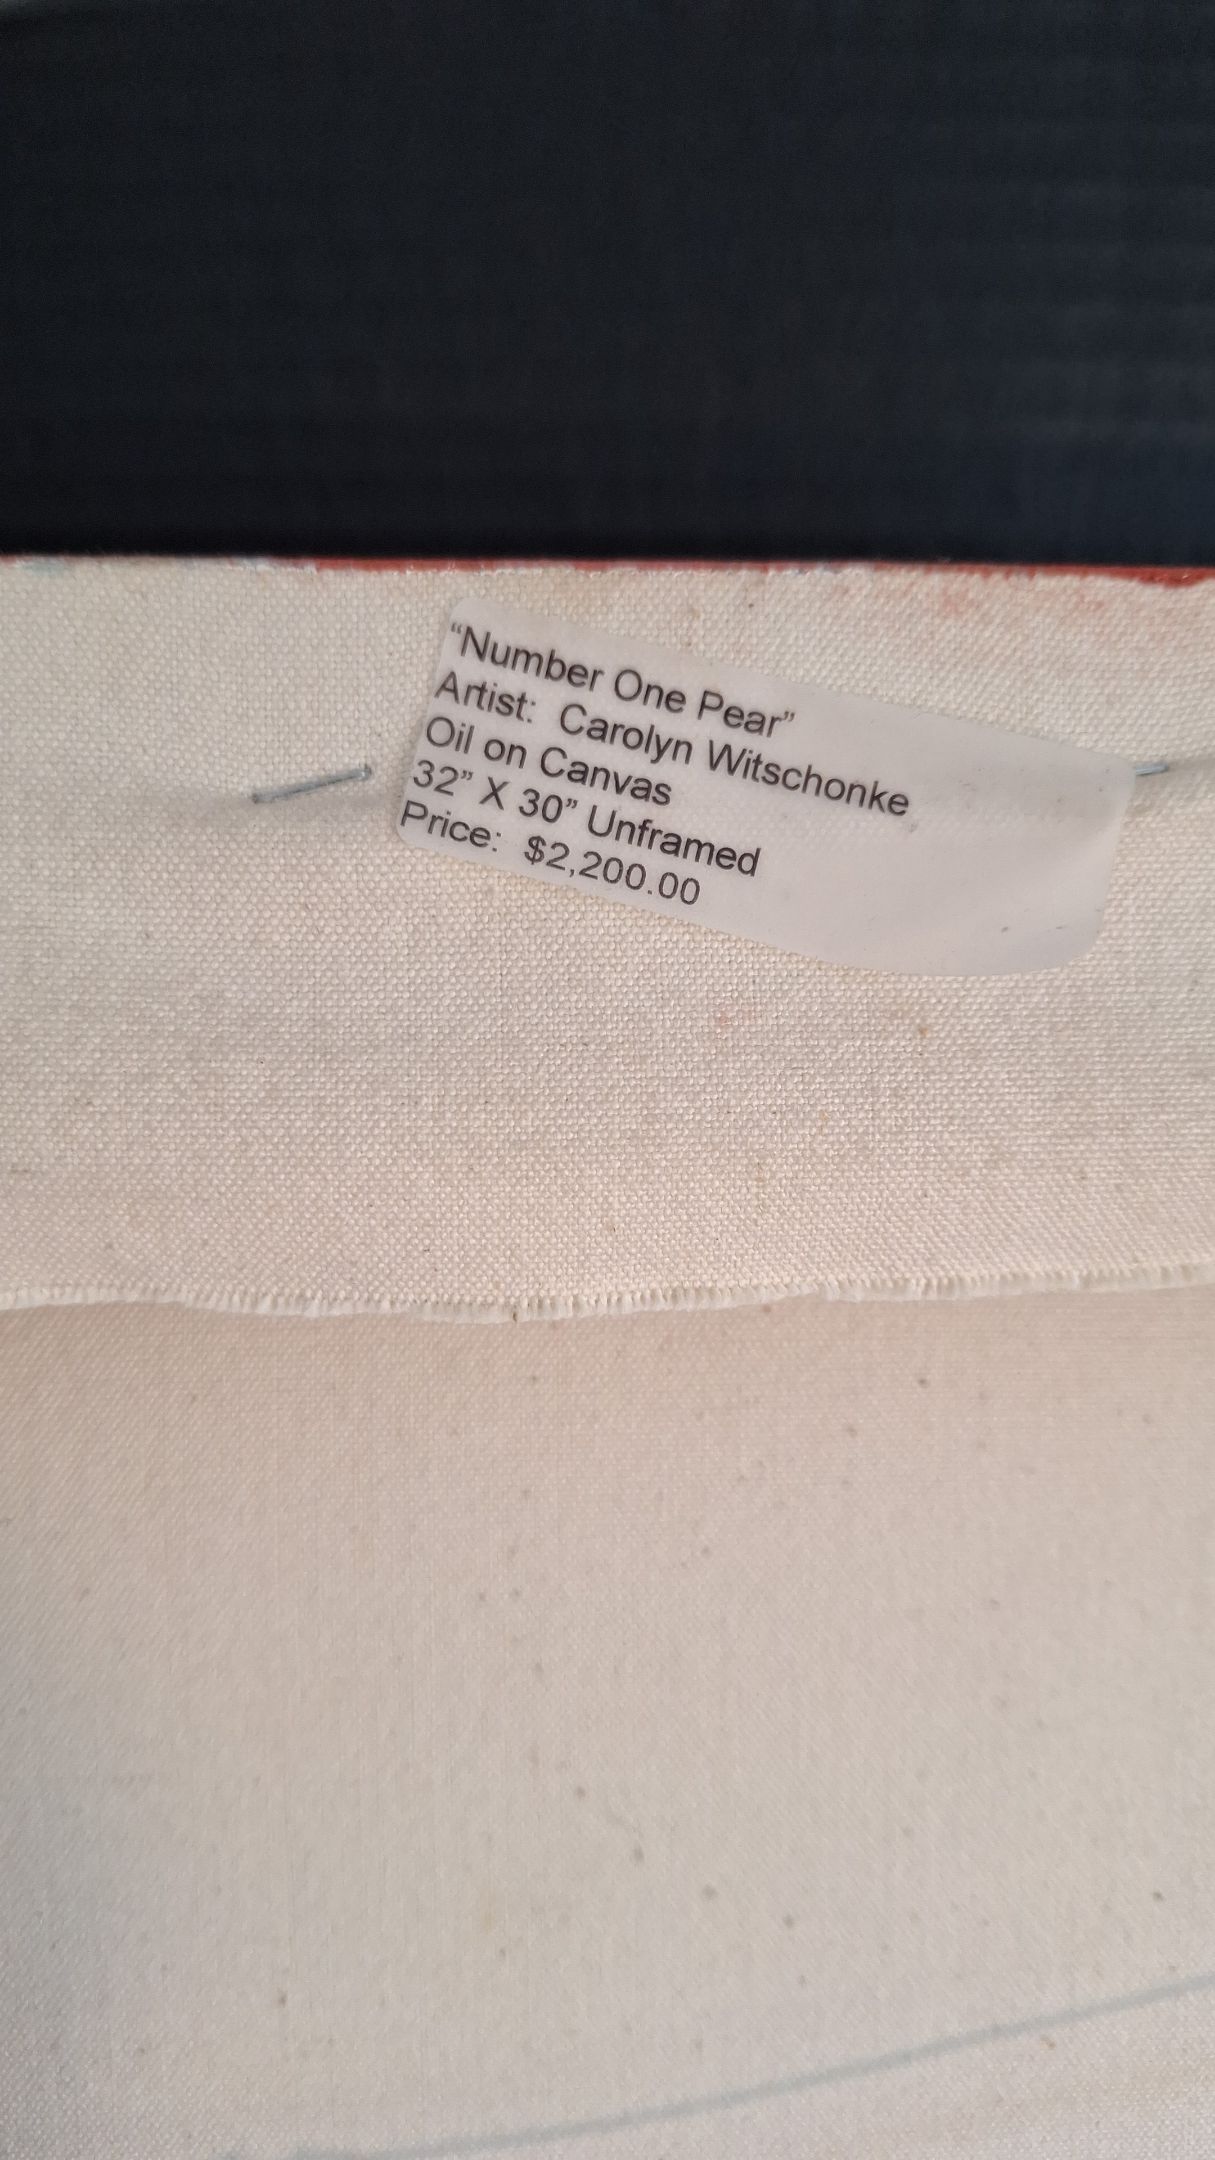 “Number One Pear”
Artist:  Carolyn Witschonke
Oil on Canvas
32” X 30” Unframed
Price:  $2,200.00